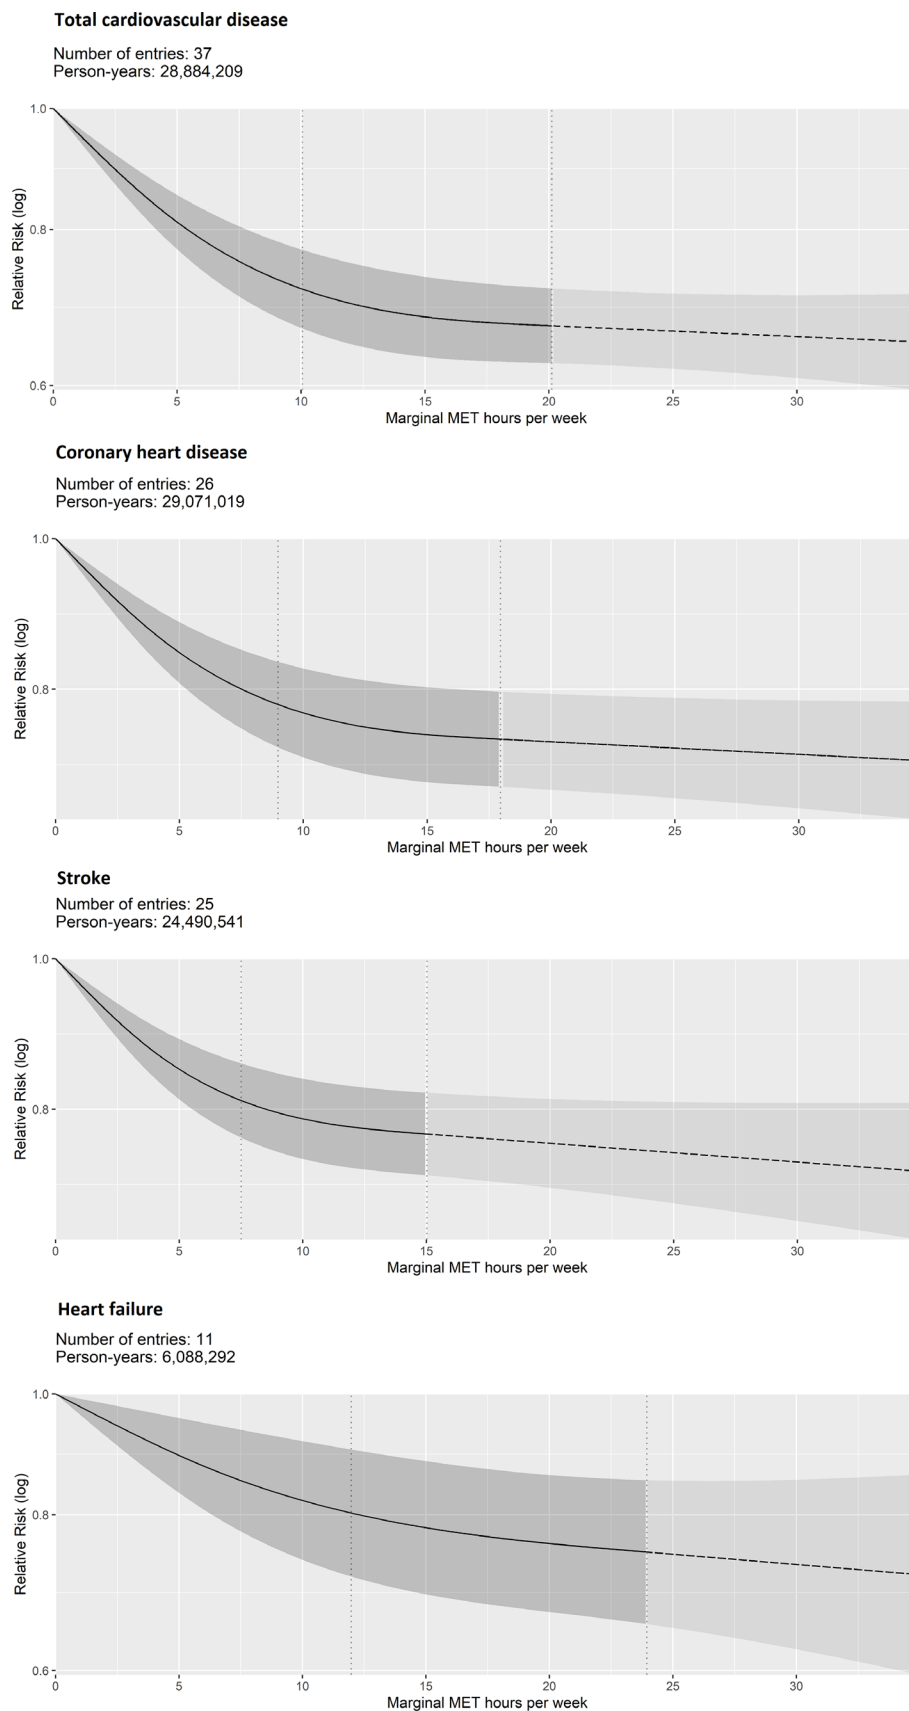 Total cardiovascular disease
Number of entries: 37
Person-years: 28,884,209
1.0
0.8
0.6
Relative Risk (log)
0 5 10 15 20 25 30
Marginal MET hours per week
Coronary heart disease
Number of entries: 26
Person-years: 29,071,019
1.0
0.8
Relative Risk (log)
0 5 10 15 20 25 30
Marginal MET hours per week
Stroke
Number of entries: 25
Person-years: 24,490,541
1.0
0.8
Relative Risk (log)
0 5 10 15 20 25 30
Marginal MET hours per week
Heart failure
Number of entries: 11
Person-years: 6,088,292
1.0
0.8
0.6
Relative Risk (log)
0 5 10 15 20 25 30
Marginal MET hours per week